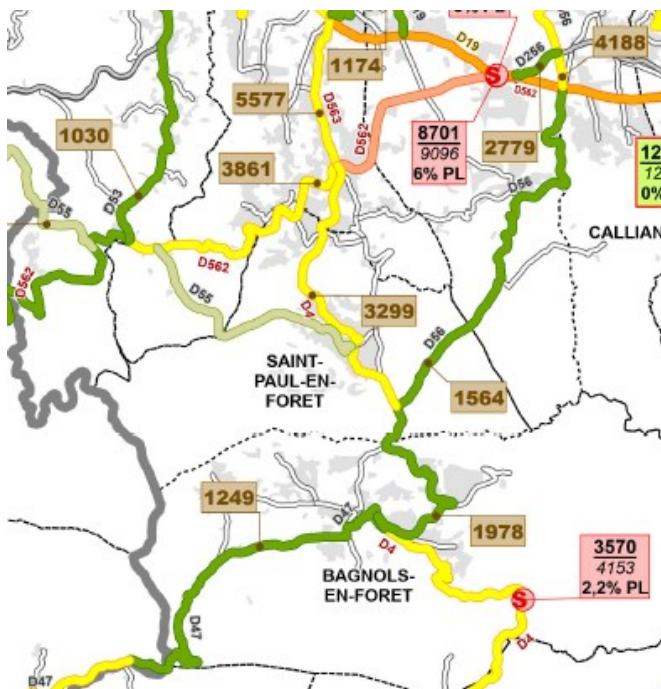 D19
1174
D256
4188
5577
D563
D562
D562
8701
9096
6% PL
2779
1030
3861
D53
D55
D56
CALLIAN
D562
D562
D55
D4
3299
D56
SAINT-
PAUL-EN-
FORET
1564
1249
D47
1978
D4
BAGNOLS-
EN-FORET
3570
4153
2,2% PL
D47
D4
D47